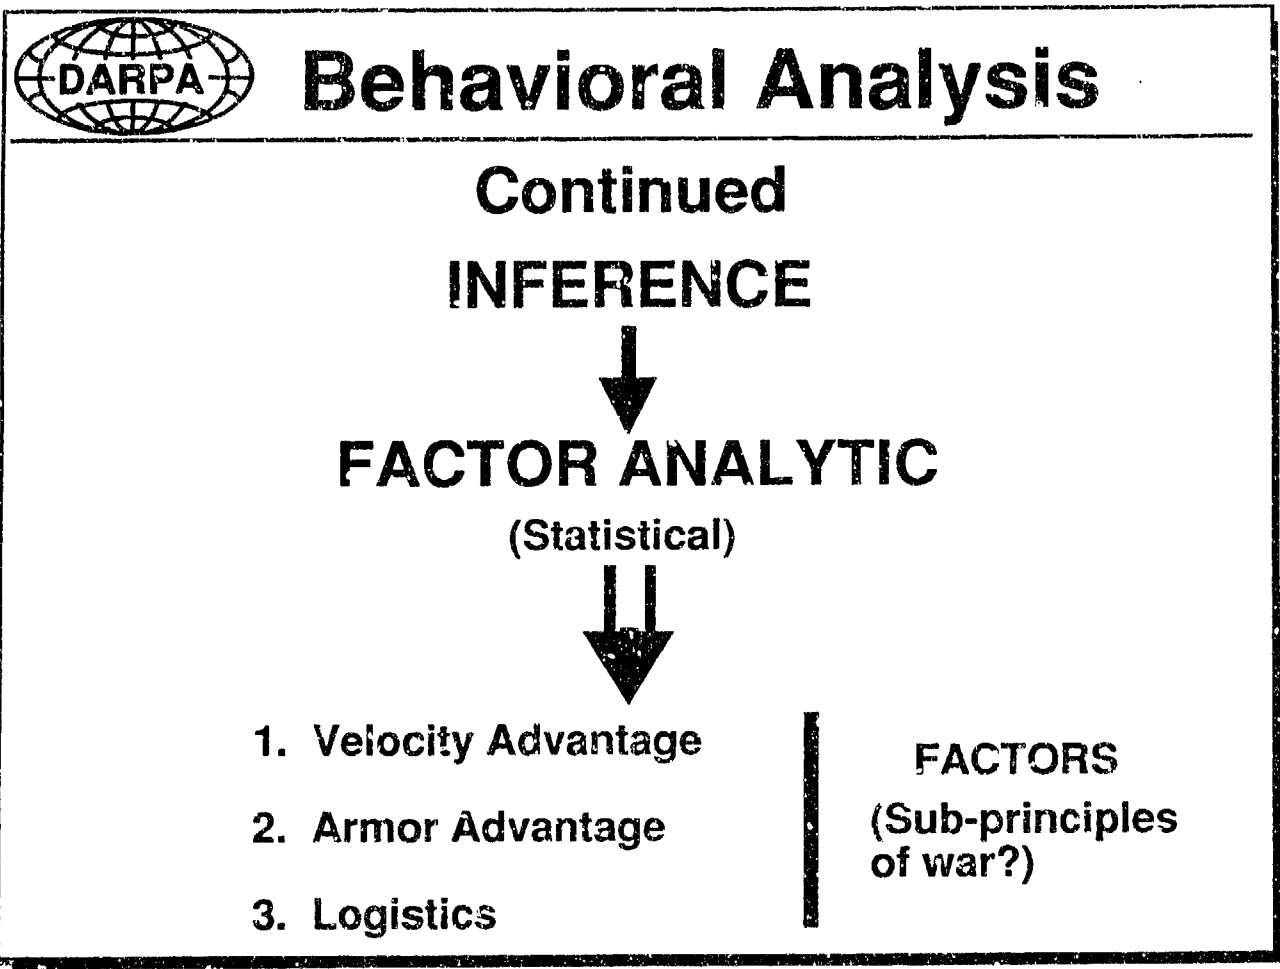 DARPA
Behavioral Analysis
Continued
INFERENCE
FACTOR ANALYTIC
(Statistical)
1. Velocity Advantage
2. Armor Advantage
3. Logistics
FACTORS
(Sub-principles
of war?)